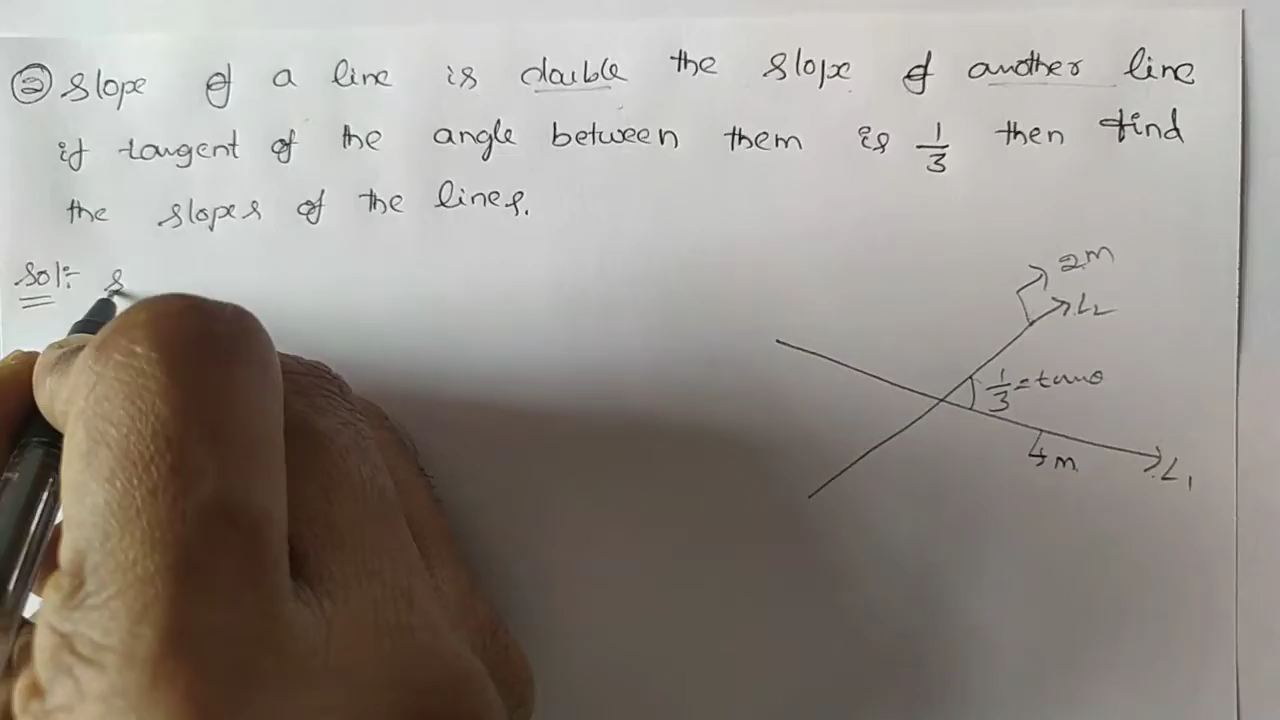 ② Slope of a line is double the slope of another line
if tangent of the angle between them is 1/3 then find
the slopes of the lines.
Sol:- s
2m
L2
1/3 = tanθ
m
L1